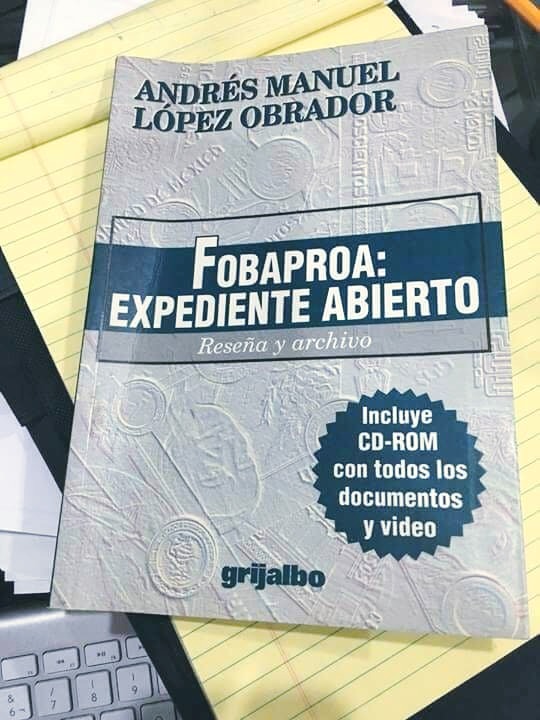 ANDRÉS MANUEL
LÓPEZ OBRADOR
FOBAPROA:
EXPEDIENTE ABIERTO
Reseña y archivo
Incluye
CD-ROM
con todos los
documentos
y video
grijalbo